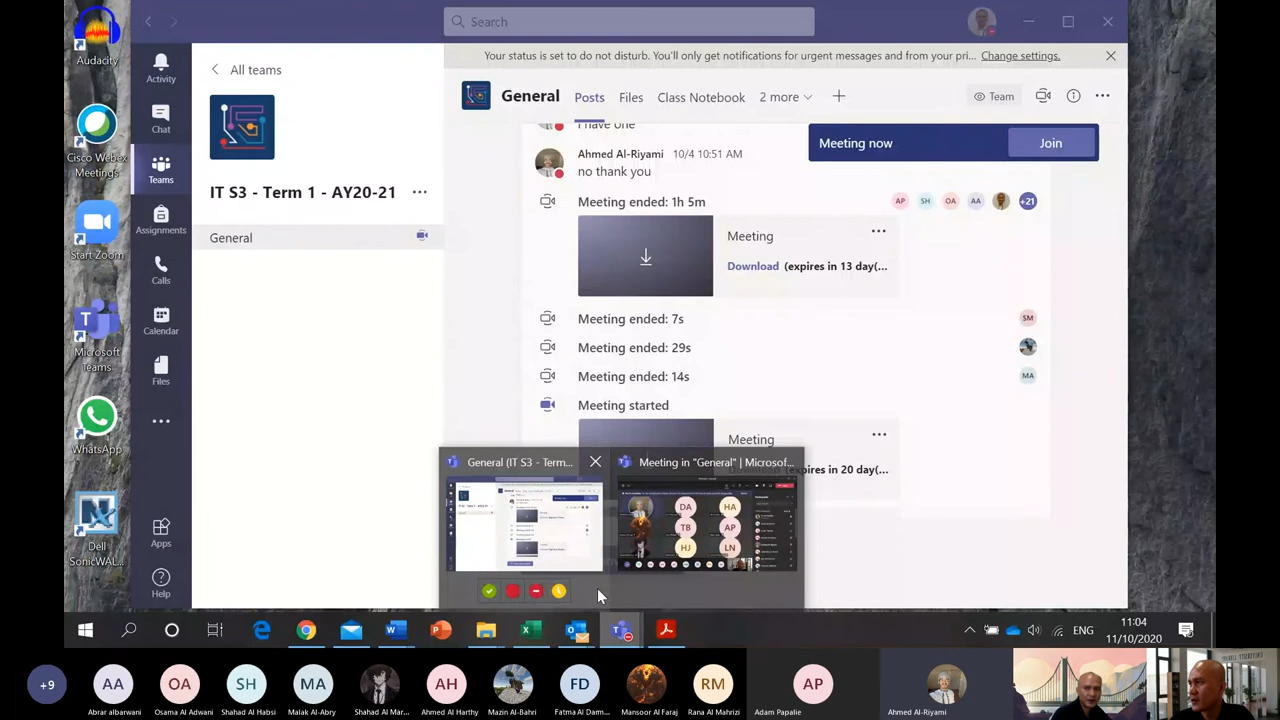 Audacity
Cisco Webex
Meetings
Start Zoom
Microsoft
Teams
WhatsApp
Dell
SonicWAL...
Activity
Chat
Teams
Assignments
Calls
Calendar
Files
Apps
Help
Search
All teams
IT S3 - Term 1 - AY20-21
General
Your status is set to do not disturb. You'll only get notifications for urgent messages and from your pri... Change settings.
General Posts Files Class Notebook 2 more Team
I have one
Meeting now Join
Ahmed Al-Riyami 10/4 10:51 AM
no thank you
Meeting ended: 1h 5m AP SH OA AA +21
Meeting
Download (expires in 13 day(...
Meeting ended: 7s SM
Meeting ended: 29s
Meeting ended: 14s MA
Meeting started
Meeting
xpires in 20 day(...
General (IT S3 - Term... Meeting in "General" | Microsof...
DA HA
TB AP
HJ LN
ENG
11:04
11/10/2020
+9 AA OA SH MA AH FD RM AP
Abrar albarwani Osama Al Adwani Shahad Al Habsi Malak Al-Abry Shahad Al Mar... Ahmed Al Harthy Mazin Al-Bahri Fatma Al Darm... Mansoor Al Faraj Rana Al Mahrizi Adam Papalie Ahmed Al-Riyami